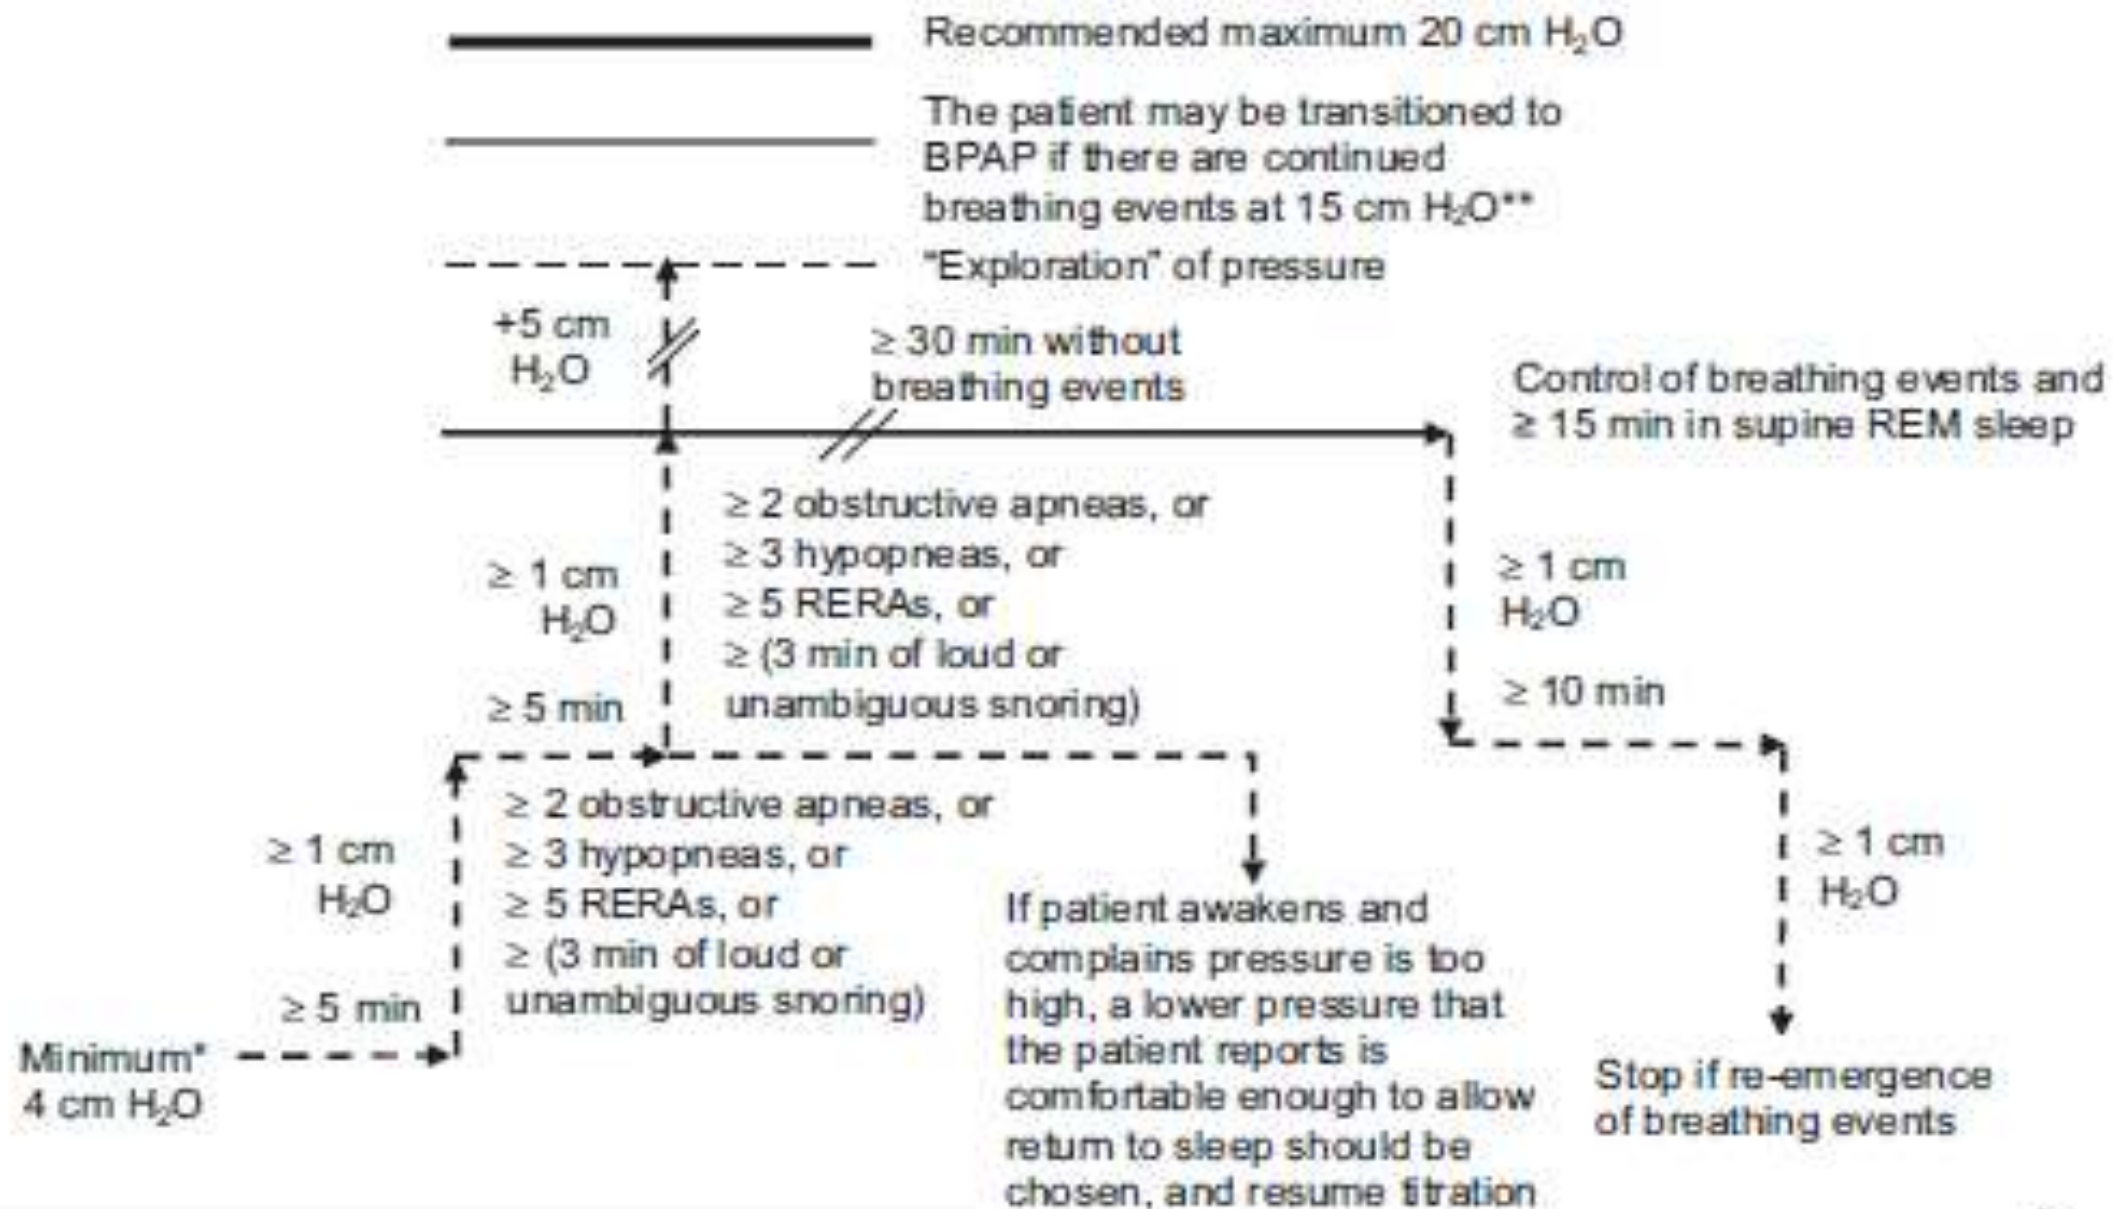 Recommended maximum 20 cm H₂O
The patient may be transitioned to
BPAP if there are continued
breathing events at 15 cm H₂O**
"Exploration" of pressure
+5 cm
H₂O
≥ 30 min without
breathing events
Control of breathing events and
≥ 15 min in supine REM sleep
≥ 2 obstructive apneas, or
≥ 3 hypopneas, or
≥ 5 RERAs, or
≥ (3 min of loud or
unambiguous snoring)
≥ 1 cm
H₂O
≥ 5 min
≥ 1 cm
H₂O
≥ 10 min
≥ 2 obstructive apneas, or
≥ 3 hypopneas, or
≥ 5 RERAs, or
≥ (3 min of loud or
unambiguous snoring)
≥ 1 cm
H₂O
≥ 5 min
Minimum*
4 cm H₂O
If patient awakens and
complains pressure is too
high, a lower pressure that
the patient reports is
comfortable enough to allow
return to sleep should be
chosen, and resume titration
≥ 1 cm
H₂O
Stop if re-emergence
of breathing events